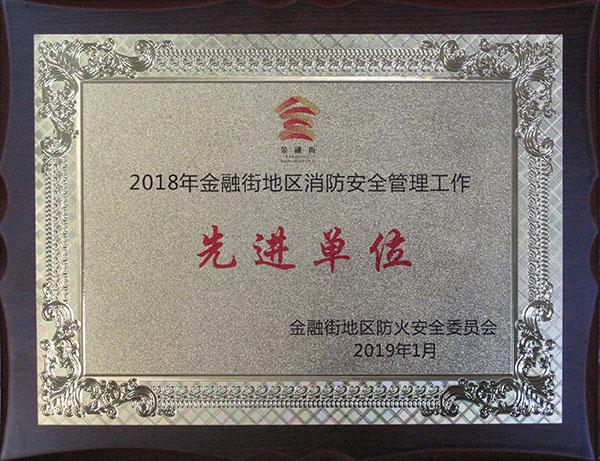 金融街
2018年金融街地区消防安全管理工作
先进单位
金融街地区防火安全委员会
2019年1月